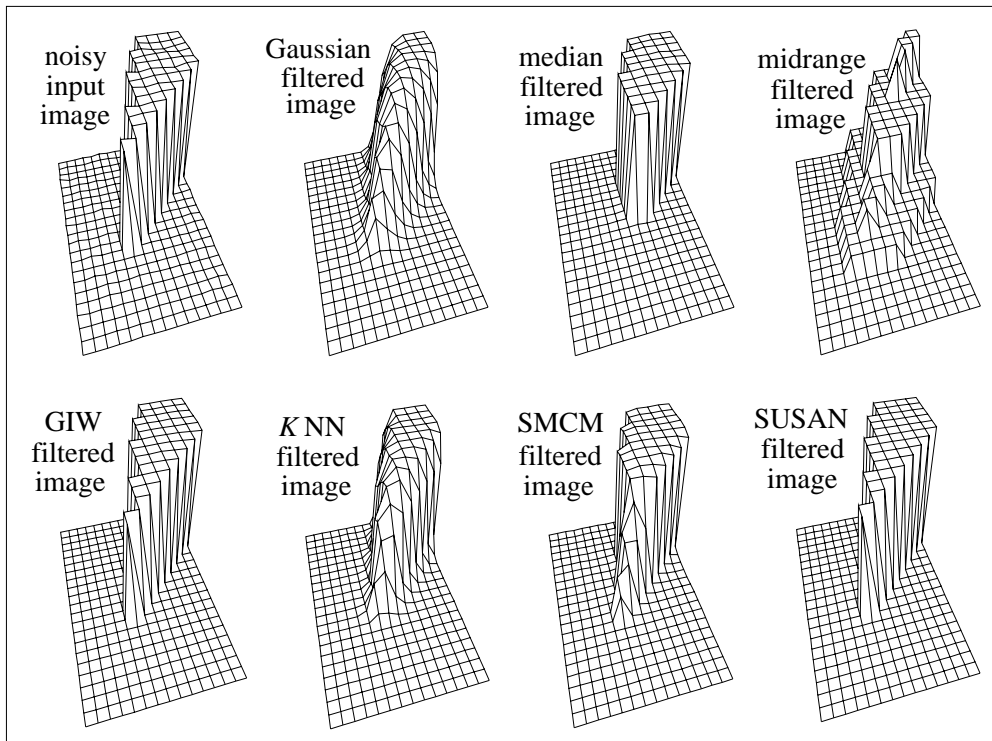 noisy
input
image
Gaussian
filtered
image
median
filtered
image
midrange
filtered
image
GIW
filtered
image
K NN
filtered
image
SMCM
filtered
image
SUSAN
filtered
image